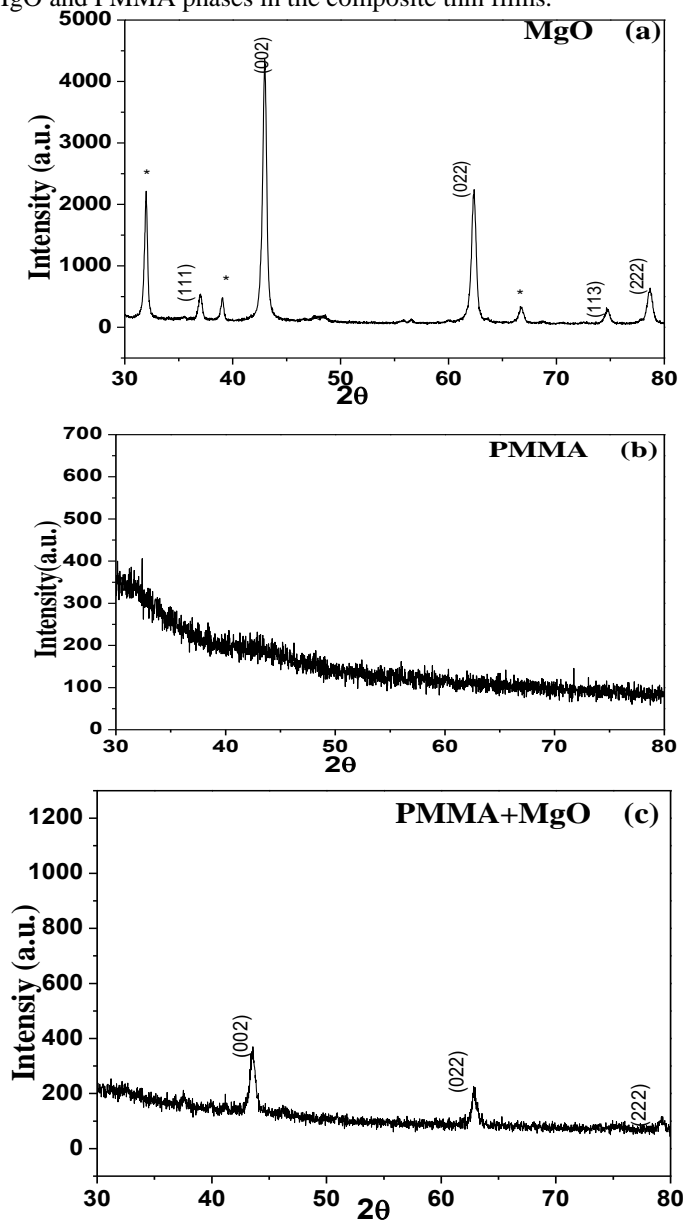 MgO and PMMA phases in the composite thin films.
MgO (a)
Intensity (a.u.)
5000
4000
3000
2000
1000
0
*
(111)
*
(002)
(022)
*
(113)
(222)
30 40 50 60 70 80
2θ
PMMA (b)
Intensity(a.u.)
700
600
500
400
300
200
100
0
30 40 50 60 70 80
2θ
PMMA+MgO (c)
Intensiy (a.u.)
1200
1000
800
600
400
200
0
(002)
(022)
(222)
30 40 50 60 70 80
2θ